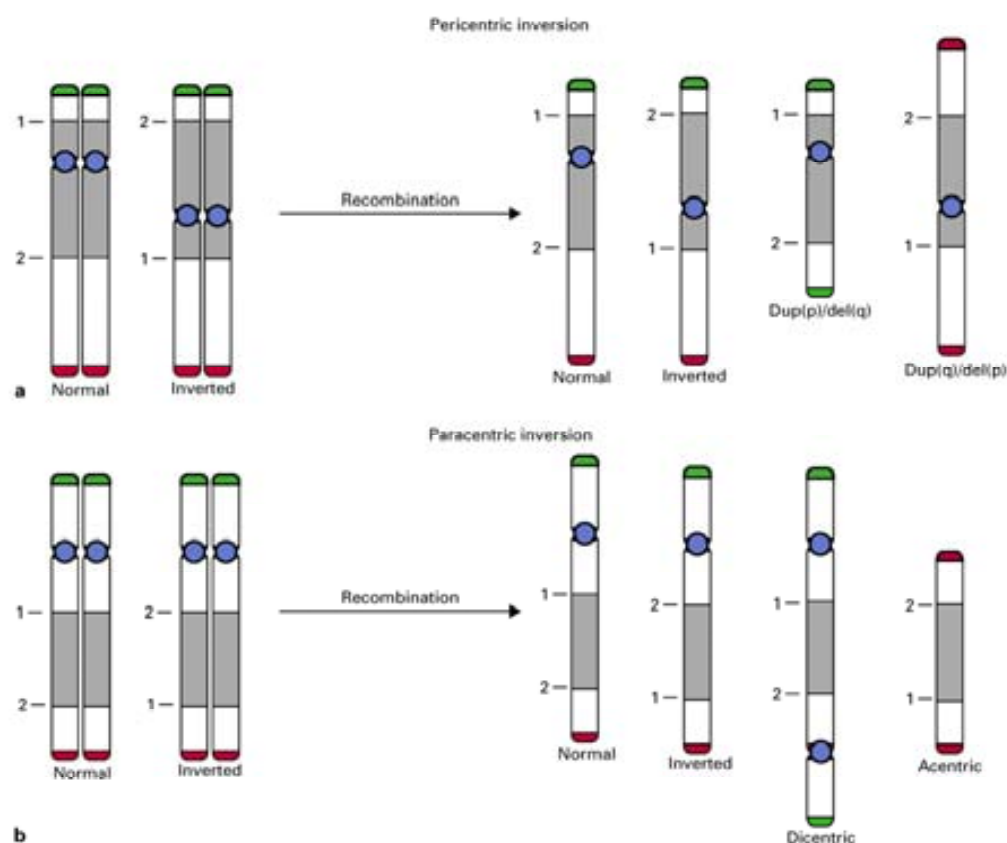 Pericentric inversion
1
2
2
1
Recombination
1
2
2
1
1
2
2
1
Normal
Inverted
Normal
Inverted
Dup(p)/del(q)
Dup(q)/del(p)
a
Paracentric inversion
1
2
2
1
Recombination
1
2
2
1
1
2
2
1
Normal
Inverted
Normal
Inverted
Dicentric
Acentric
b